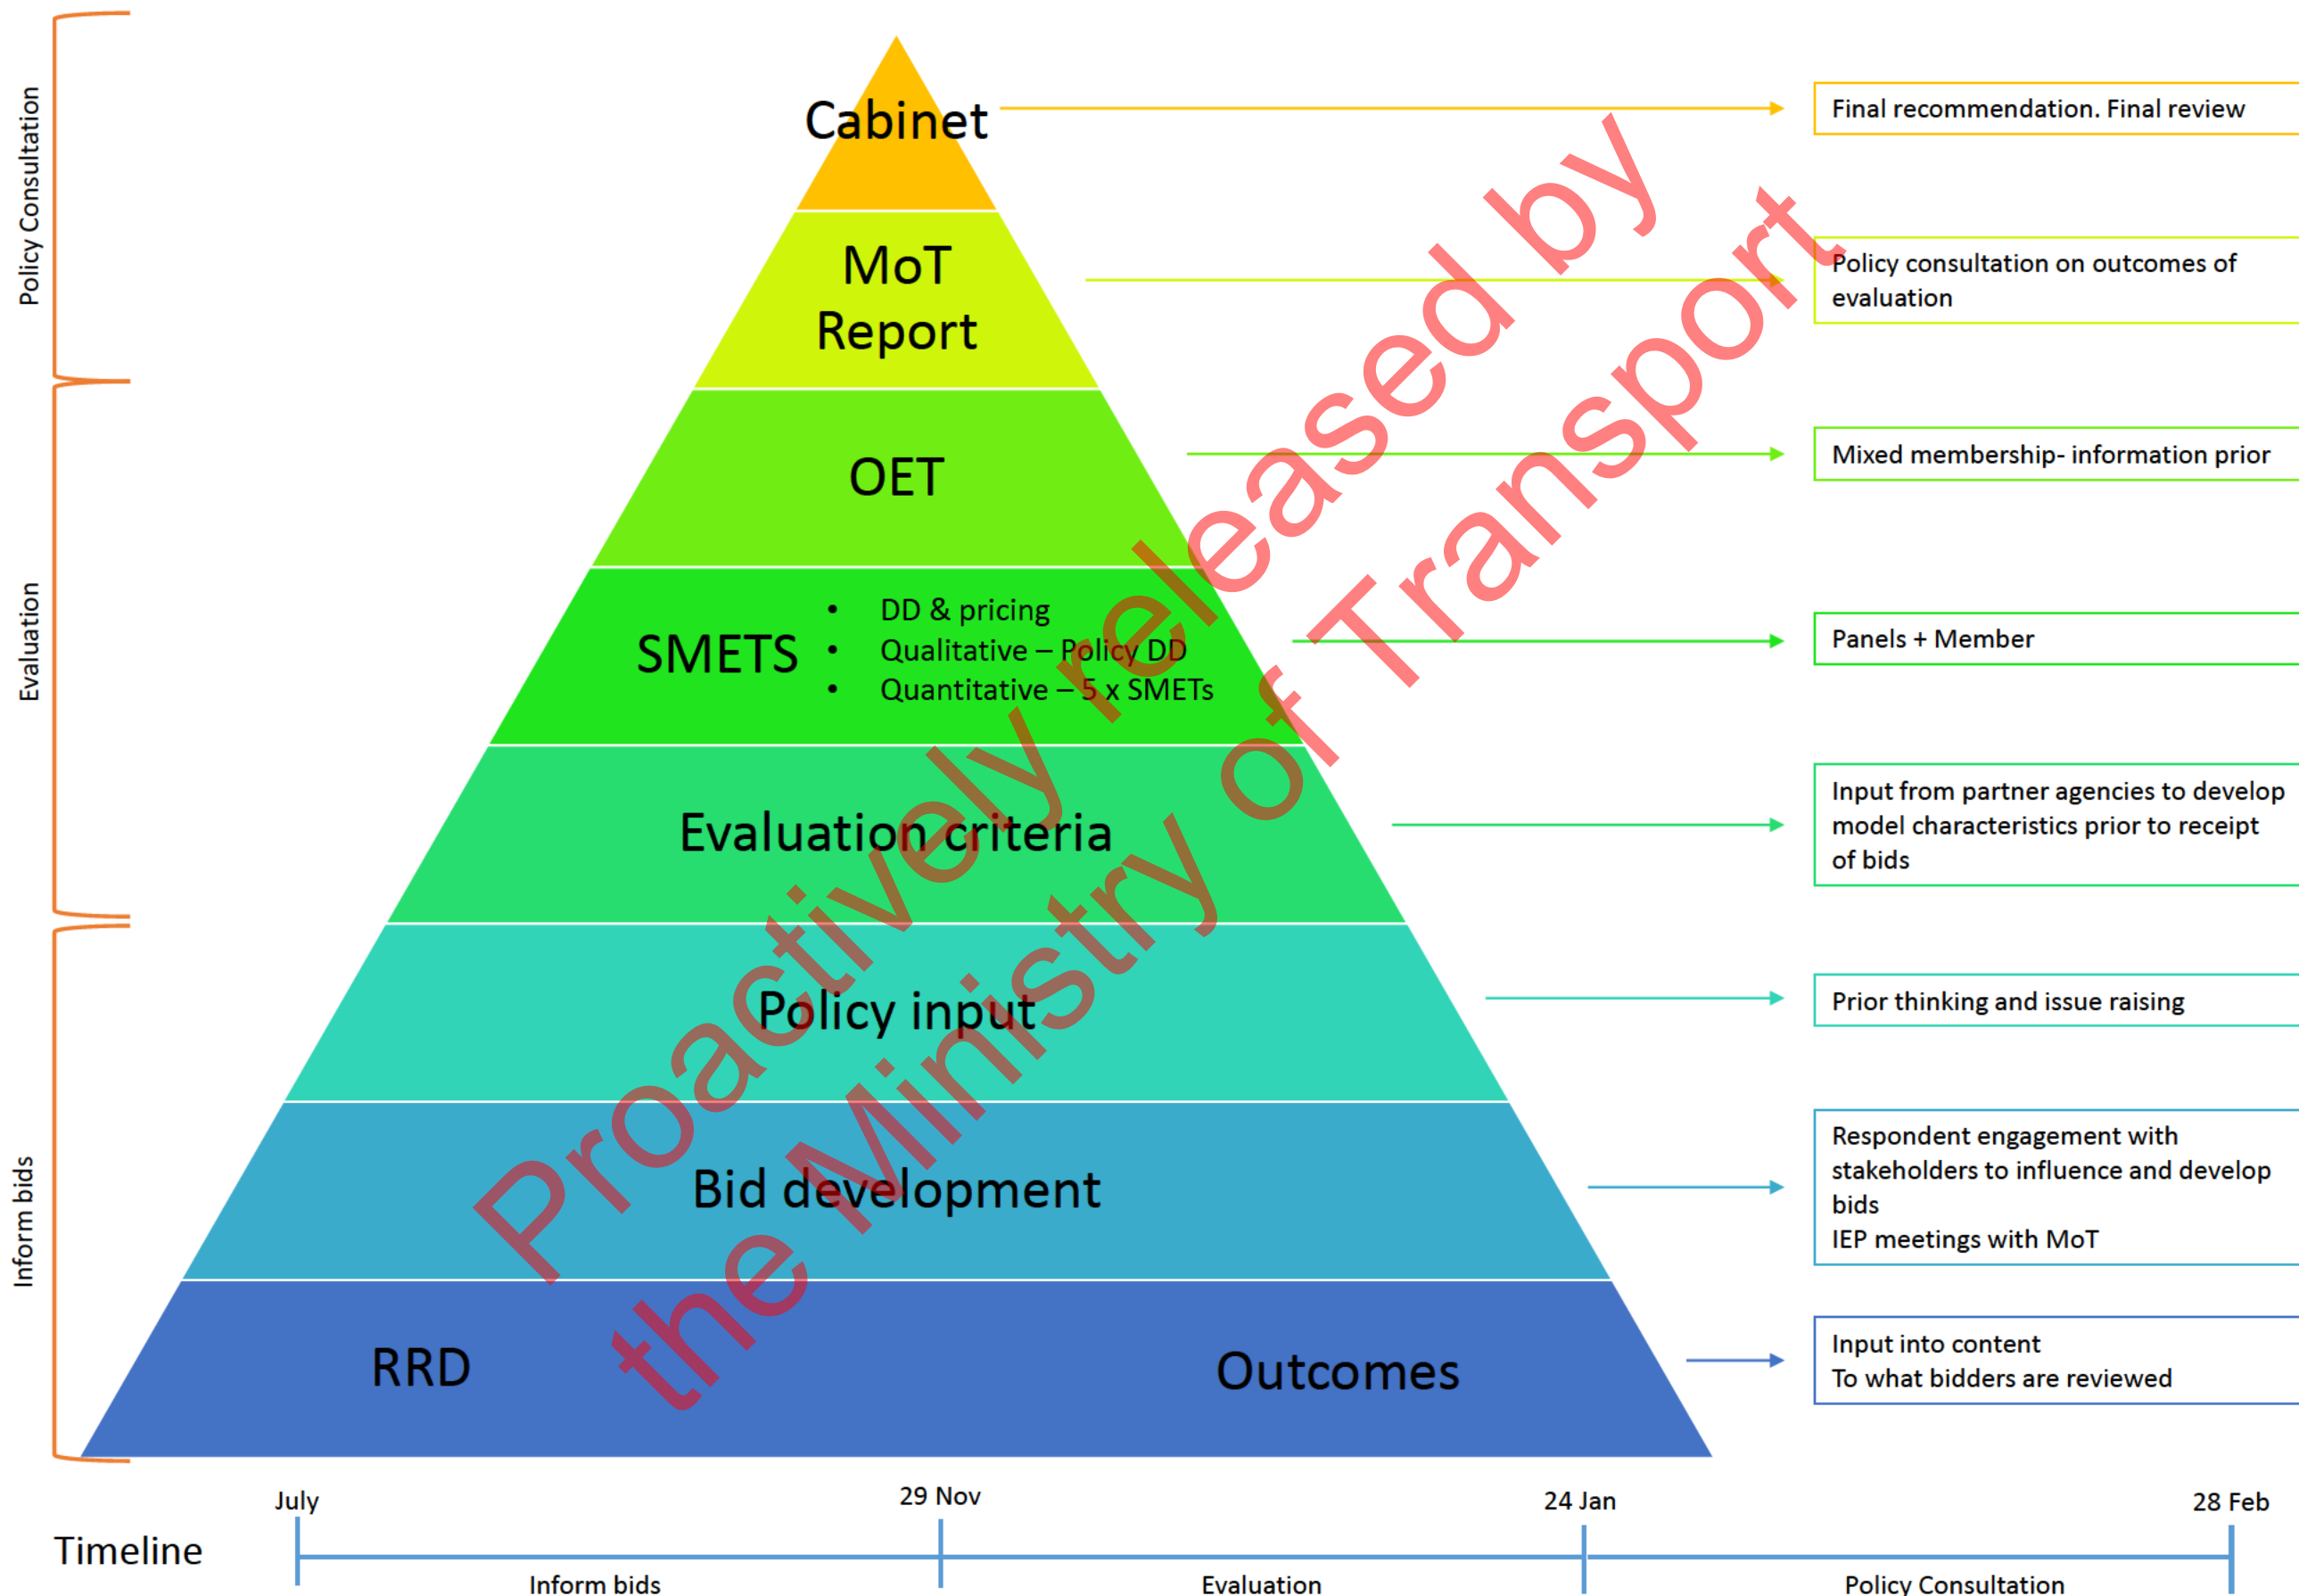 Policy Consultation
Evaluation
Inform bids
Cabinet
MoT
Report
OET
SMETS
• DD & pricing
• Qualitative – Policy DD
• Quantitative – 5 x SMETs
Evaluation criteria
Policy input
Bid development
RRD
Outcomes
Final recommendation. Final review
Policy consultation on outcomes of
evaluation
Mixed membership- information prior
Panels + Member
Input from partner agencies to develop
model characteristics prior to receipt
of bids
Prior thinking and issue raising
Respondent engagement with
stakeholders to influence and develop
bids
IEP meetings with MoT
Input into content
To what bidders are reviewed
Proactively released by
the Ministry of Transport
Timeline
July
29 Nov
24 Jan
28 Feb
Inform bids
Evaluation
Policy Consultation